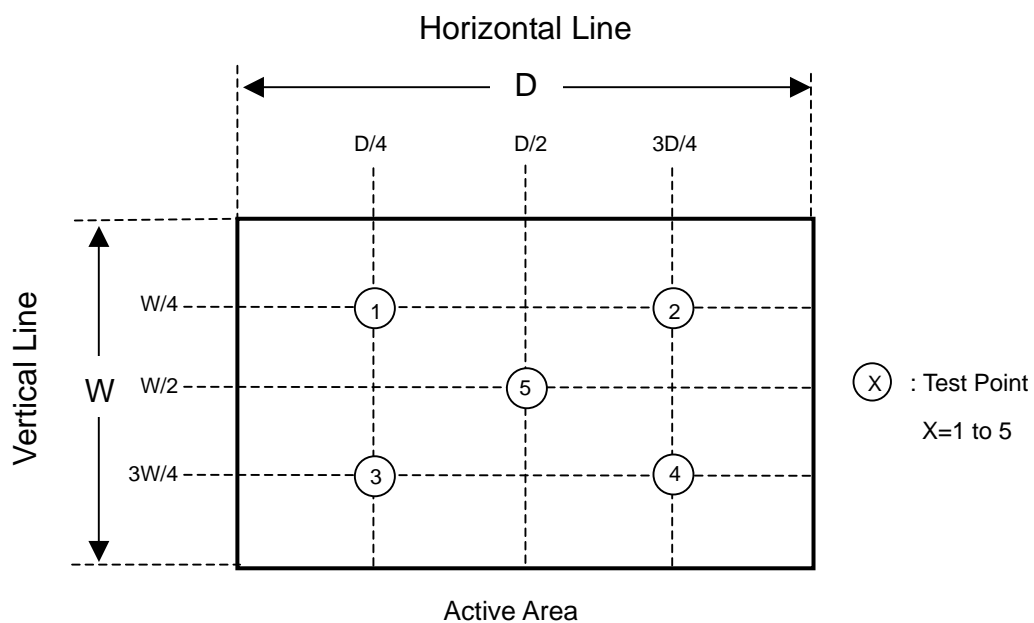 Horizontal Line
D
D/4 D/2 3D/4
Vertical Line
W
W/4
1 2
W/2
5
X : Test Point
X=1 to 5
3W/4
3 4
Active Area